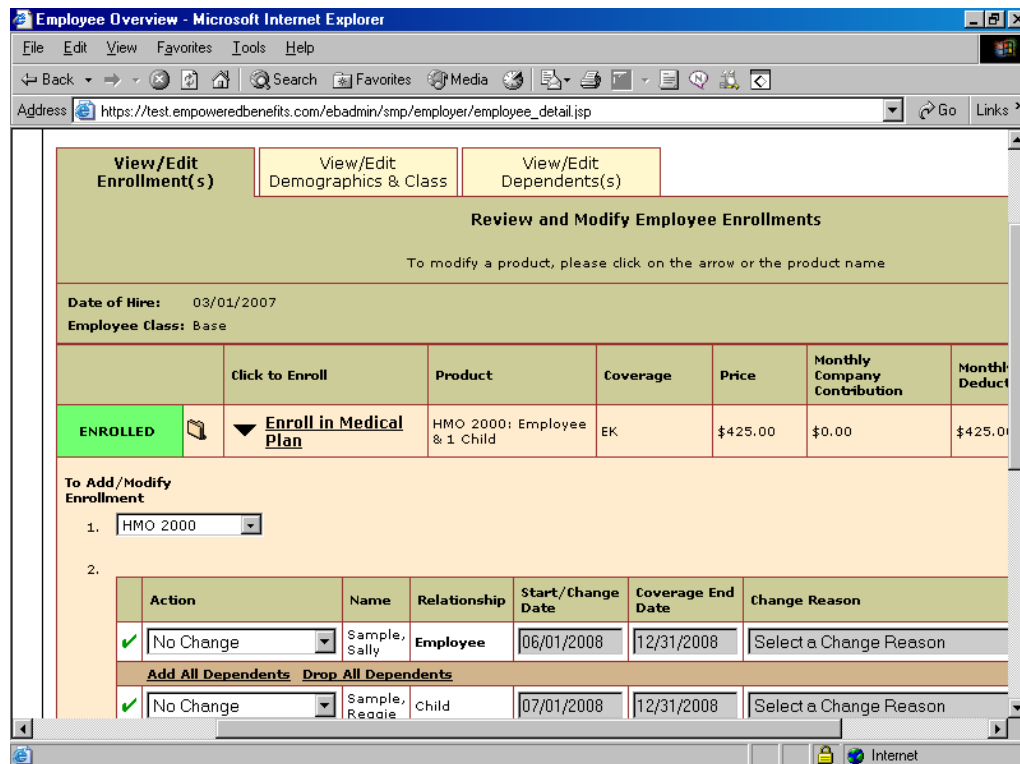 Employee Overview - Microsoft Internet Explorer
File Edit View Favorites Tools Help
Back Search Favorites Media
Address https://test.empoweredbenefits.com/ebadmin/smp/employer/employee_detail.jsp Go Links
View/Edit Enrollment(s)
View/Edit Demographics & Class
View/Edit Dependents(s)
Review and Modify Employee Enrollments
To modify a product, please click on the arrow or the product name
Date of Hire: 03/01/2007
Employee Class: Base
Click to Enroll Product Coverage Price Monthly Company Contribution Monthl Deduct
ENROLLED Enroll in Medical Plan HMO 2000: Employee & 1 Child EK $425.00 $0.00 $425.0
To Add/Modify
Enrollment
1. HMO 2000
2.
Action Name Relationship Start/Change Date Coverage End Date Change Reason
No Change Sample, Sally Employee 06/01/2008 12/31/2008 Select a Change Reason
Add All Dependents Drop All Dependents
No Change Sample, Reggie Child 07/01/2008 12/31/2008 Select a Change Reason
Internet